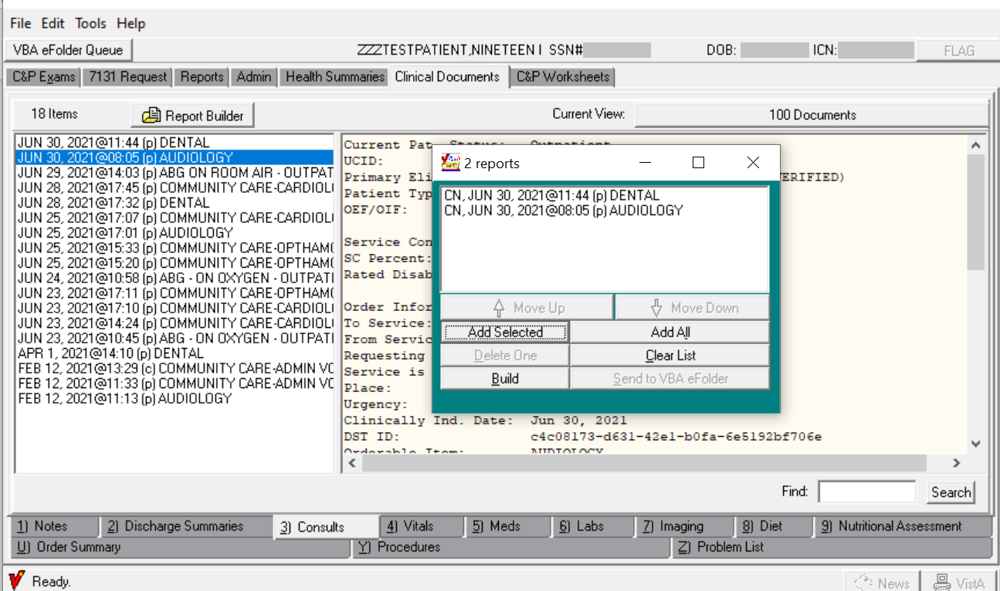 File Edit Tools Help
VBA eFolder Queue ZZZTESTPATIENT,NINETEEN I SSN# DOB: ICN: FLAG
C&P Exams 7131 Request Reports Admin Health Summaries Clinical Documents C&P Worksheets
18 Items Report Builder Current View: 100 Documents
JUN 30, 2021@11:44 (p) DENTAL
JUN 30, 2021@08:05 (p) AUDIOLOGY
JUN 29, 2021@14:03 (p) ABG ON ROOM AIR - OUTPAT
JUN 28, 2021@17:45 (p) COMMUNITY CARE-CARDIOL
JUN 28, 2021@17:32 (p) DENTAL
JUN 25, 2021@17:07 (p) COMMUNITY CARE-CARDIOL
JUN 25, 2021@17:01 (p) AUDIOLOGY
JUN 25, 2021@15:33 (p) COMMUNITY CARE-OPTHAM
JUN 25, 2021@15:20 (p) COMMUNITY CARE-OPTHAM
JUN 24, 2021@10:58 (p) ABG - ON OXYGEN - OUTPATI
JUN 23, 2021@17:11 (p) COMMUNITY CARE-OPTHAM
JUN 23, 2021@17:10 (p) COMMUNITY CARE-CARDIOL
JUN 23, 2021@14:24 (p) COMMUNITY CARE-CARDIOL
JUN 23, 2021@10:45 (p) ABG - ON OXYGEN - OUTPATI
APR 1, 2021@14:10 (p) DENTAL
FEB 12, 2021@13:29 (c) COMMUNITY CARE-ADMIN VC
FEB 12, 2021@11:33 (p) COMMUNITY CARE-ADMIN VC
FEB 12, 2021@11:13 (p) AUDIOLOGY
Current Pat. Status: Outpatient
UCID:
Primary Eli ERIFIED)
Patient Typ
OEF/OIF:
Service Con
SC Percent:
Rated Disab
Order Infor
To Service:
From Servic
Requesting
Service is
Place:
Urgency:
Clinically Ind. Date: Jun 30, 2021
DST ID: c4c08173-d631-42e1-b0fa-6e5192bf706e
Orderable Item: AUDIOLOGY
2 reports
CN, JUN 30, 2021@11:44 (p) DENTAL
CN, JUN 30, 2021@08:05 (p) AUDIOLOGY
Move Up Move Down
Add Selected Add All
Delete One Clear List
Build Send to VBA eFolder
Find: Search
1) Notes 2) Discharge Summaries 3) Consults 4) Vitals 5) Meds 6) Labs 7) Imaging 8) Diet 9) Nutritional Assessment
U) Order Summary Y) Procedures Z) Problem List
Ready. News VistA